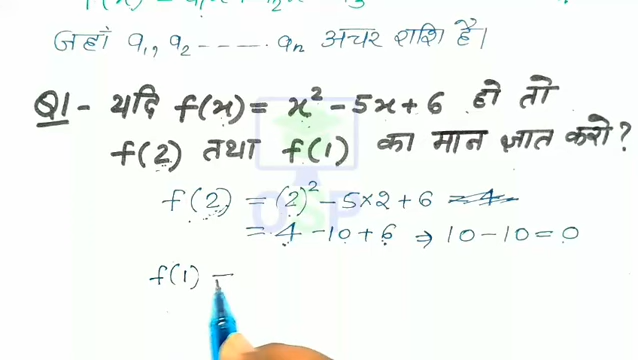 जहाँ a₁, a₂ ------- aₙ अचर राशि है।
Q1- यदि f(x) = x² - 5x + 6 हो तो
f(2) तथा f(1) का मान ज्ञात करो?
f(2) = (2)² - 5×2 + 6
= 4 - 10 + 6 ⇒ 10 - 10 = 0
f(1) =
OSP